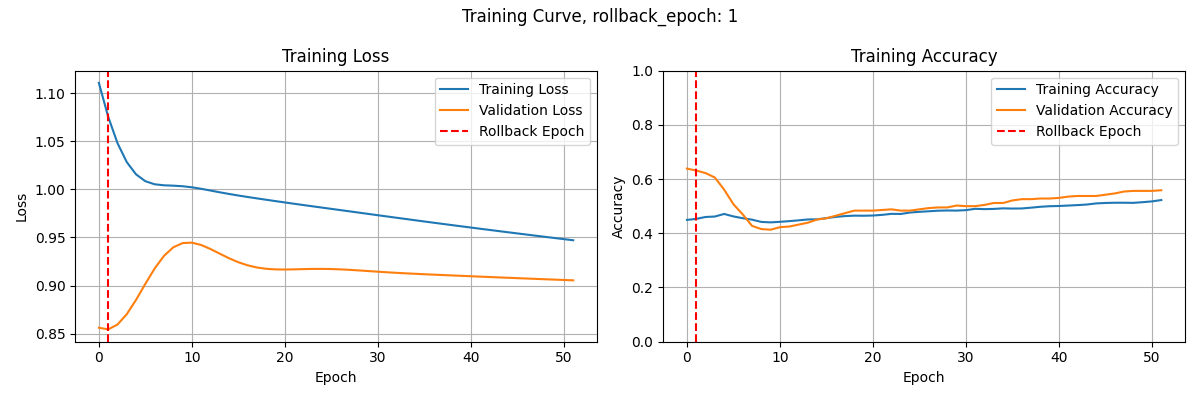 Training Curve, rollback_epoch: 1
Training Loss
Training Loss
Validation Loss
Rollback Epoch
1.10
1.05
1.00
0.95
0.90
0.85
Loss
0 10 20 30 40 50
Epoch
Training Accuracy
Training Accuracy
Validation Accuracy
Rollback Epoch
1.0
0.8
0.6
0.4
0.2
0.0
Accuracy
0 10 20 30 40 50
Epoch